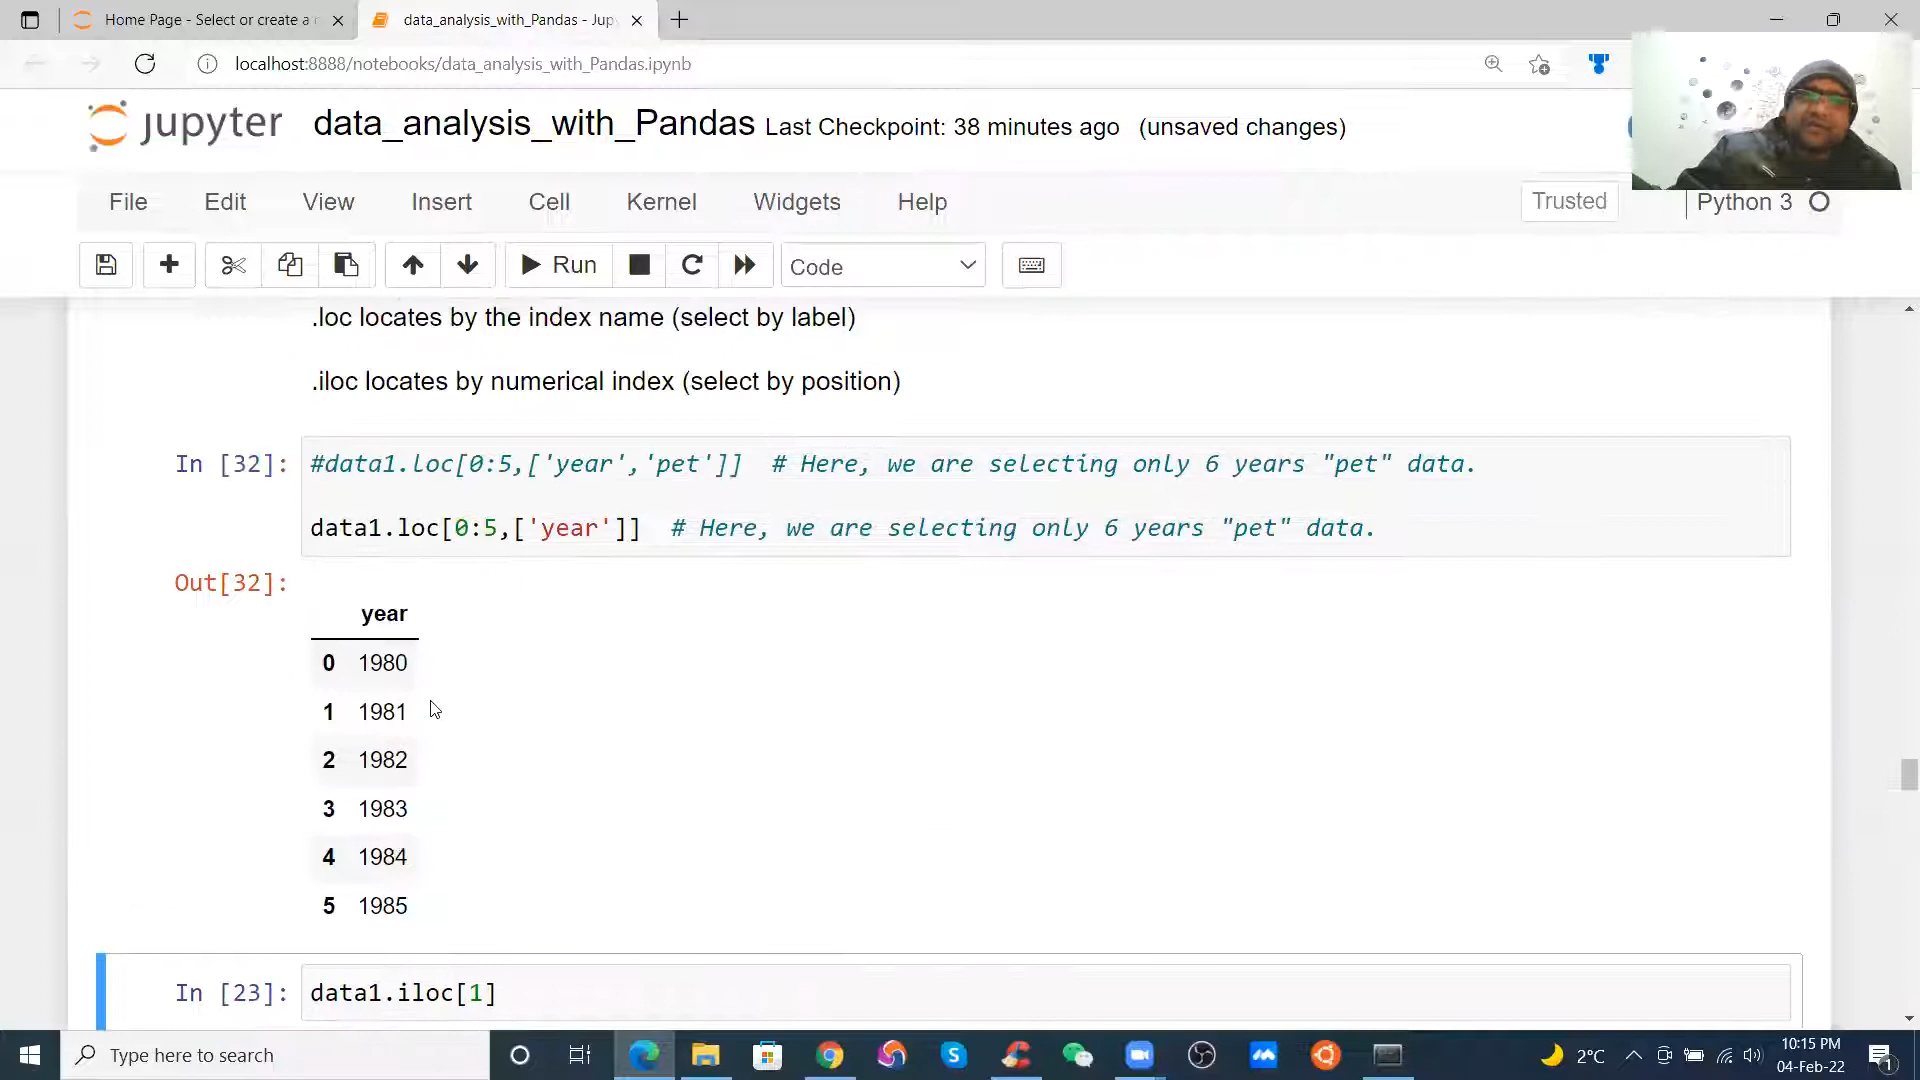 Home Page - Select or create a
data_analysis_with_Pandas - Jup
localhost:8888/notebooks/data_analysis_with_Pandas.ipynb
jupyter data_analysis_with_Pandas Last Checkpoint: 38 minutes ago (unsaved changes)
File Edit View Insert Cell Kernel Widgets Help Trusted Python 3
Run Code
.loc locates by the index name (select by label)
.iloc locates by numerical index (select by position)
In [32]: #data1.loc[0:5,['year','pet']] # Here, we are selecting only 6 years "pet" data.
data1.loc[0:5,['year']] # Here, we are selecting only 6 years "pet" data.
Out[32]:
year
0 1980
1 1981
2 1982
3 1983
4 1984
5 1985
In [23]: data1.iloc[1]
Type here to search
2°C
10:15 PM
04-Feb-22
1